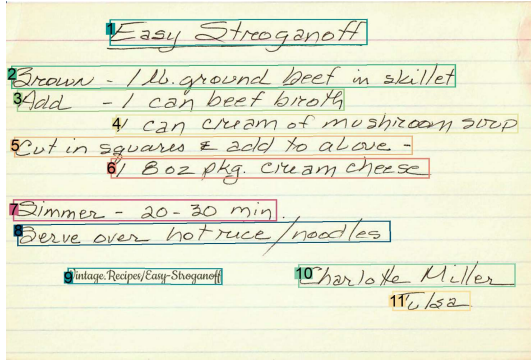 Easy Stroganoff
Brown - 1 lb. ground beef in skillet
Add - 1 can beef broth
1 can cream of mushroom soup
Cut in squares & add to above -
1 8 oz pkg. cream cheese
Simmer - 20-30 min.
Serve over hot rice/noodles
Vintage.Recipes/Easy-Stroganoff
Charlotte Miller
Tulsa